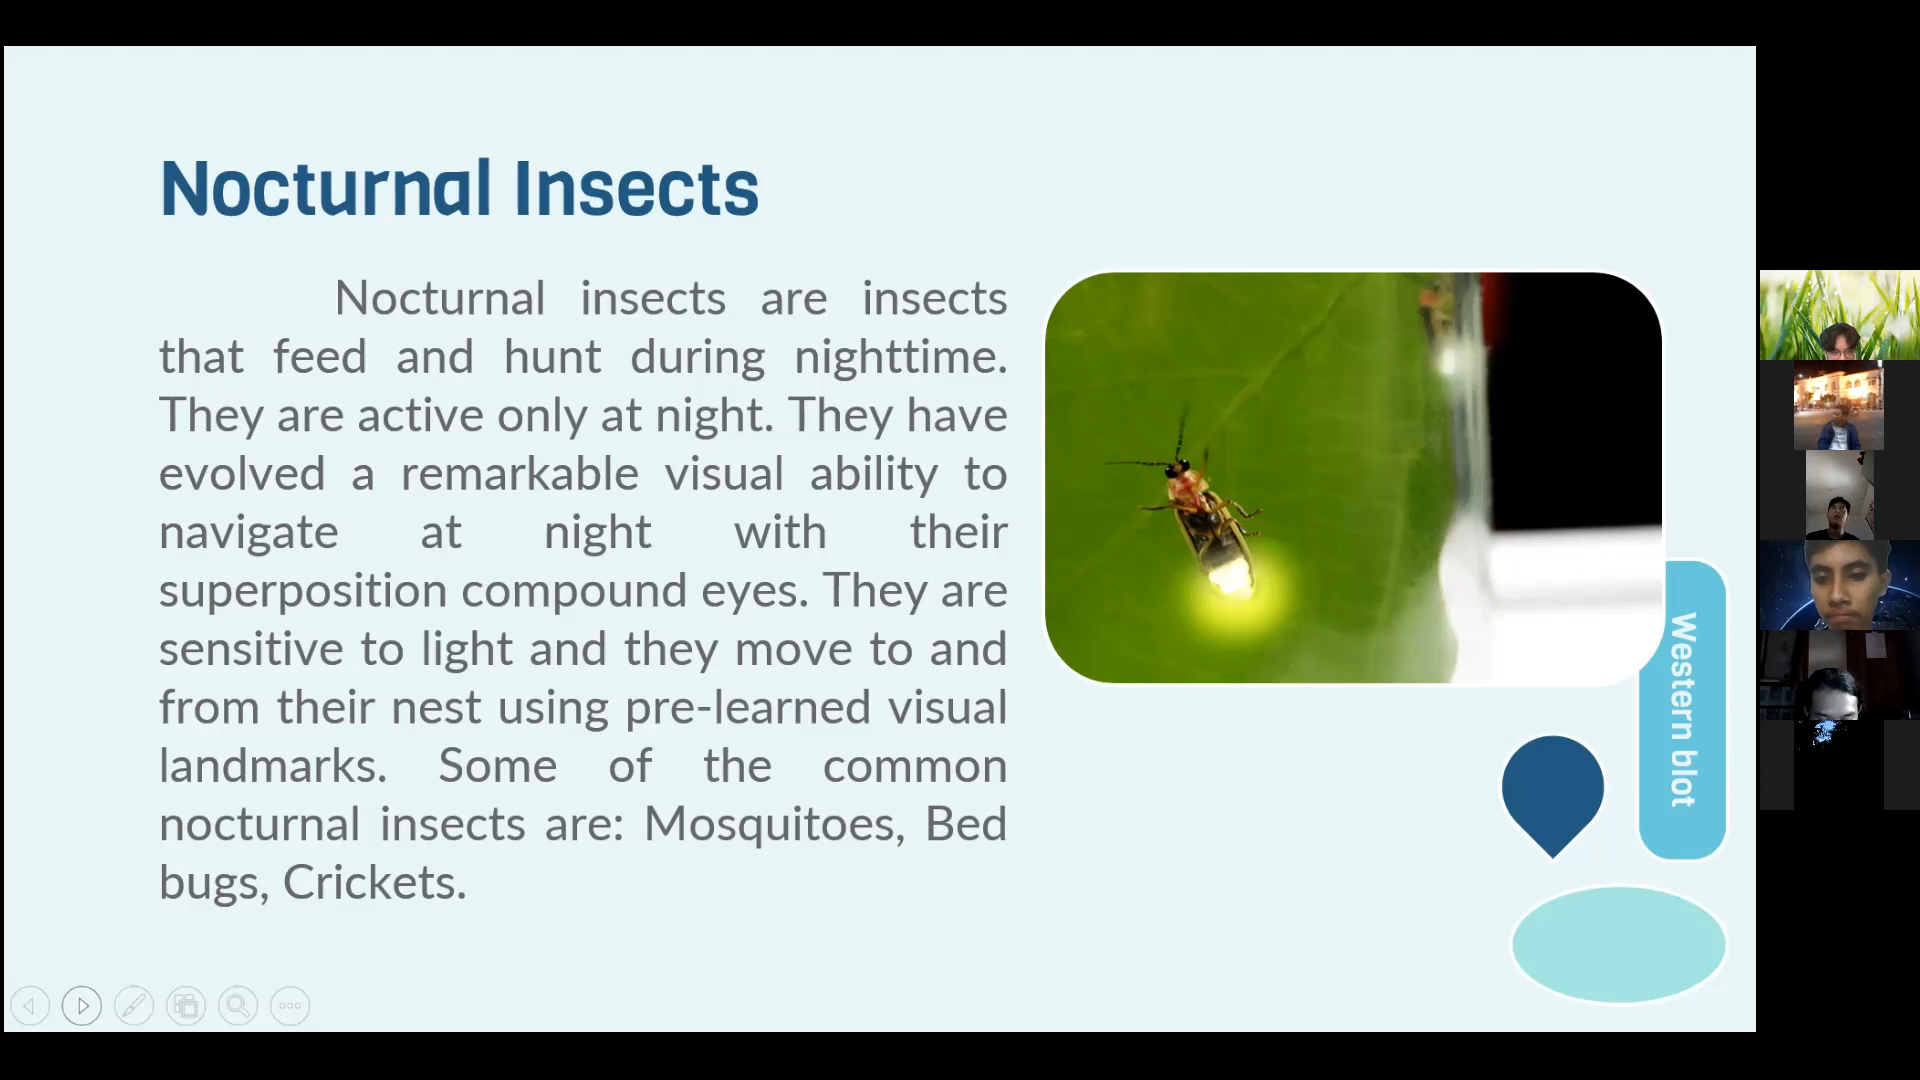 Nocturnal Insects
Nocturnal insects are insects
that feed and hunt during nighttime.
They are active only at night. They have
evolved a remarkable visual ability to
navigate at night with their
superposition compound eyes. They are
sensitive to light and they move to and
from their nest using pre-learned visual
landmarks. Some of the common
nocturnal insects are: Mosquitoes, Bed
bugs, Crickets.
Western blot